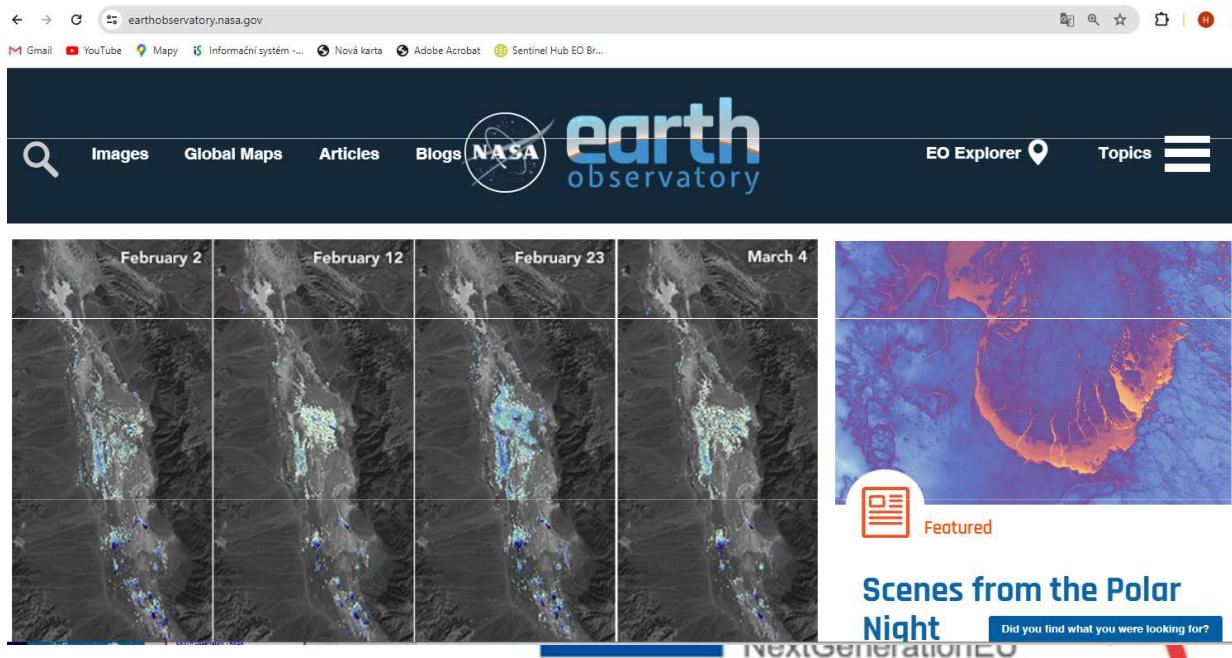 earthobservatory.nasa.gov
H
Gmail YouTube Mapy iS Informační systém -... Nová karta Adobe Acrobat Sentinel Hub EO Br...
Images Global Maps Articles Blogs NASA earth observatory EO Explorer Topics
February 2 February 12 February 23 March 4
Featured
Scenes from the Polar
Night
Did you find what you were looking for?
NextGenerationEU